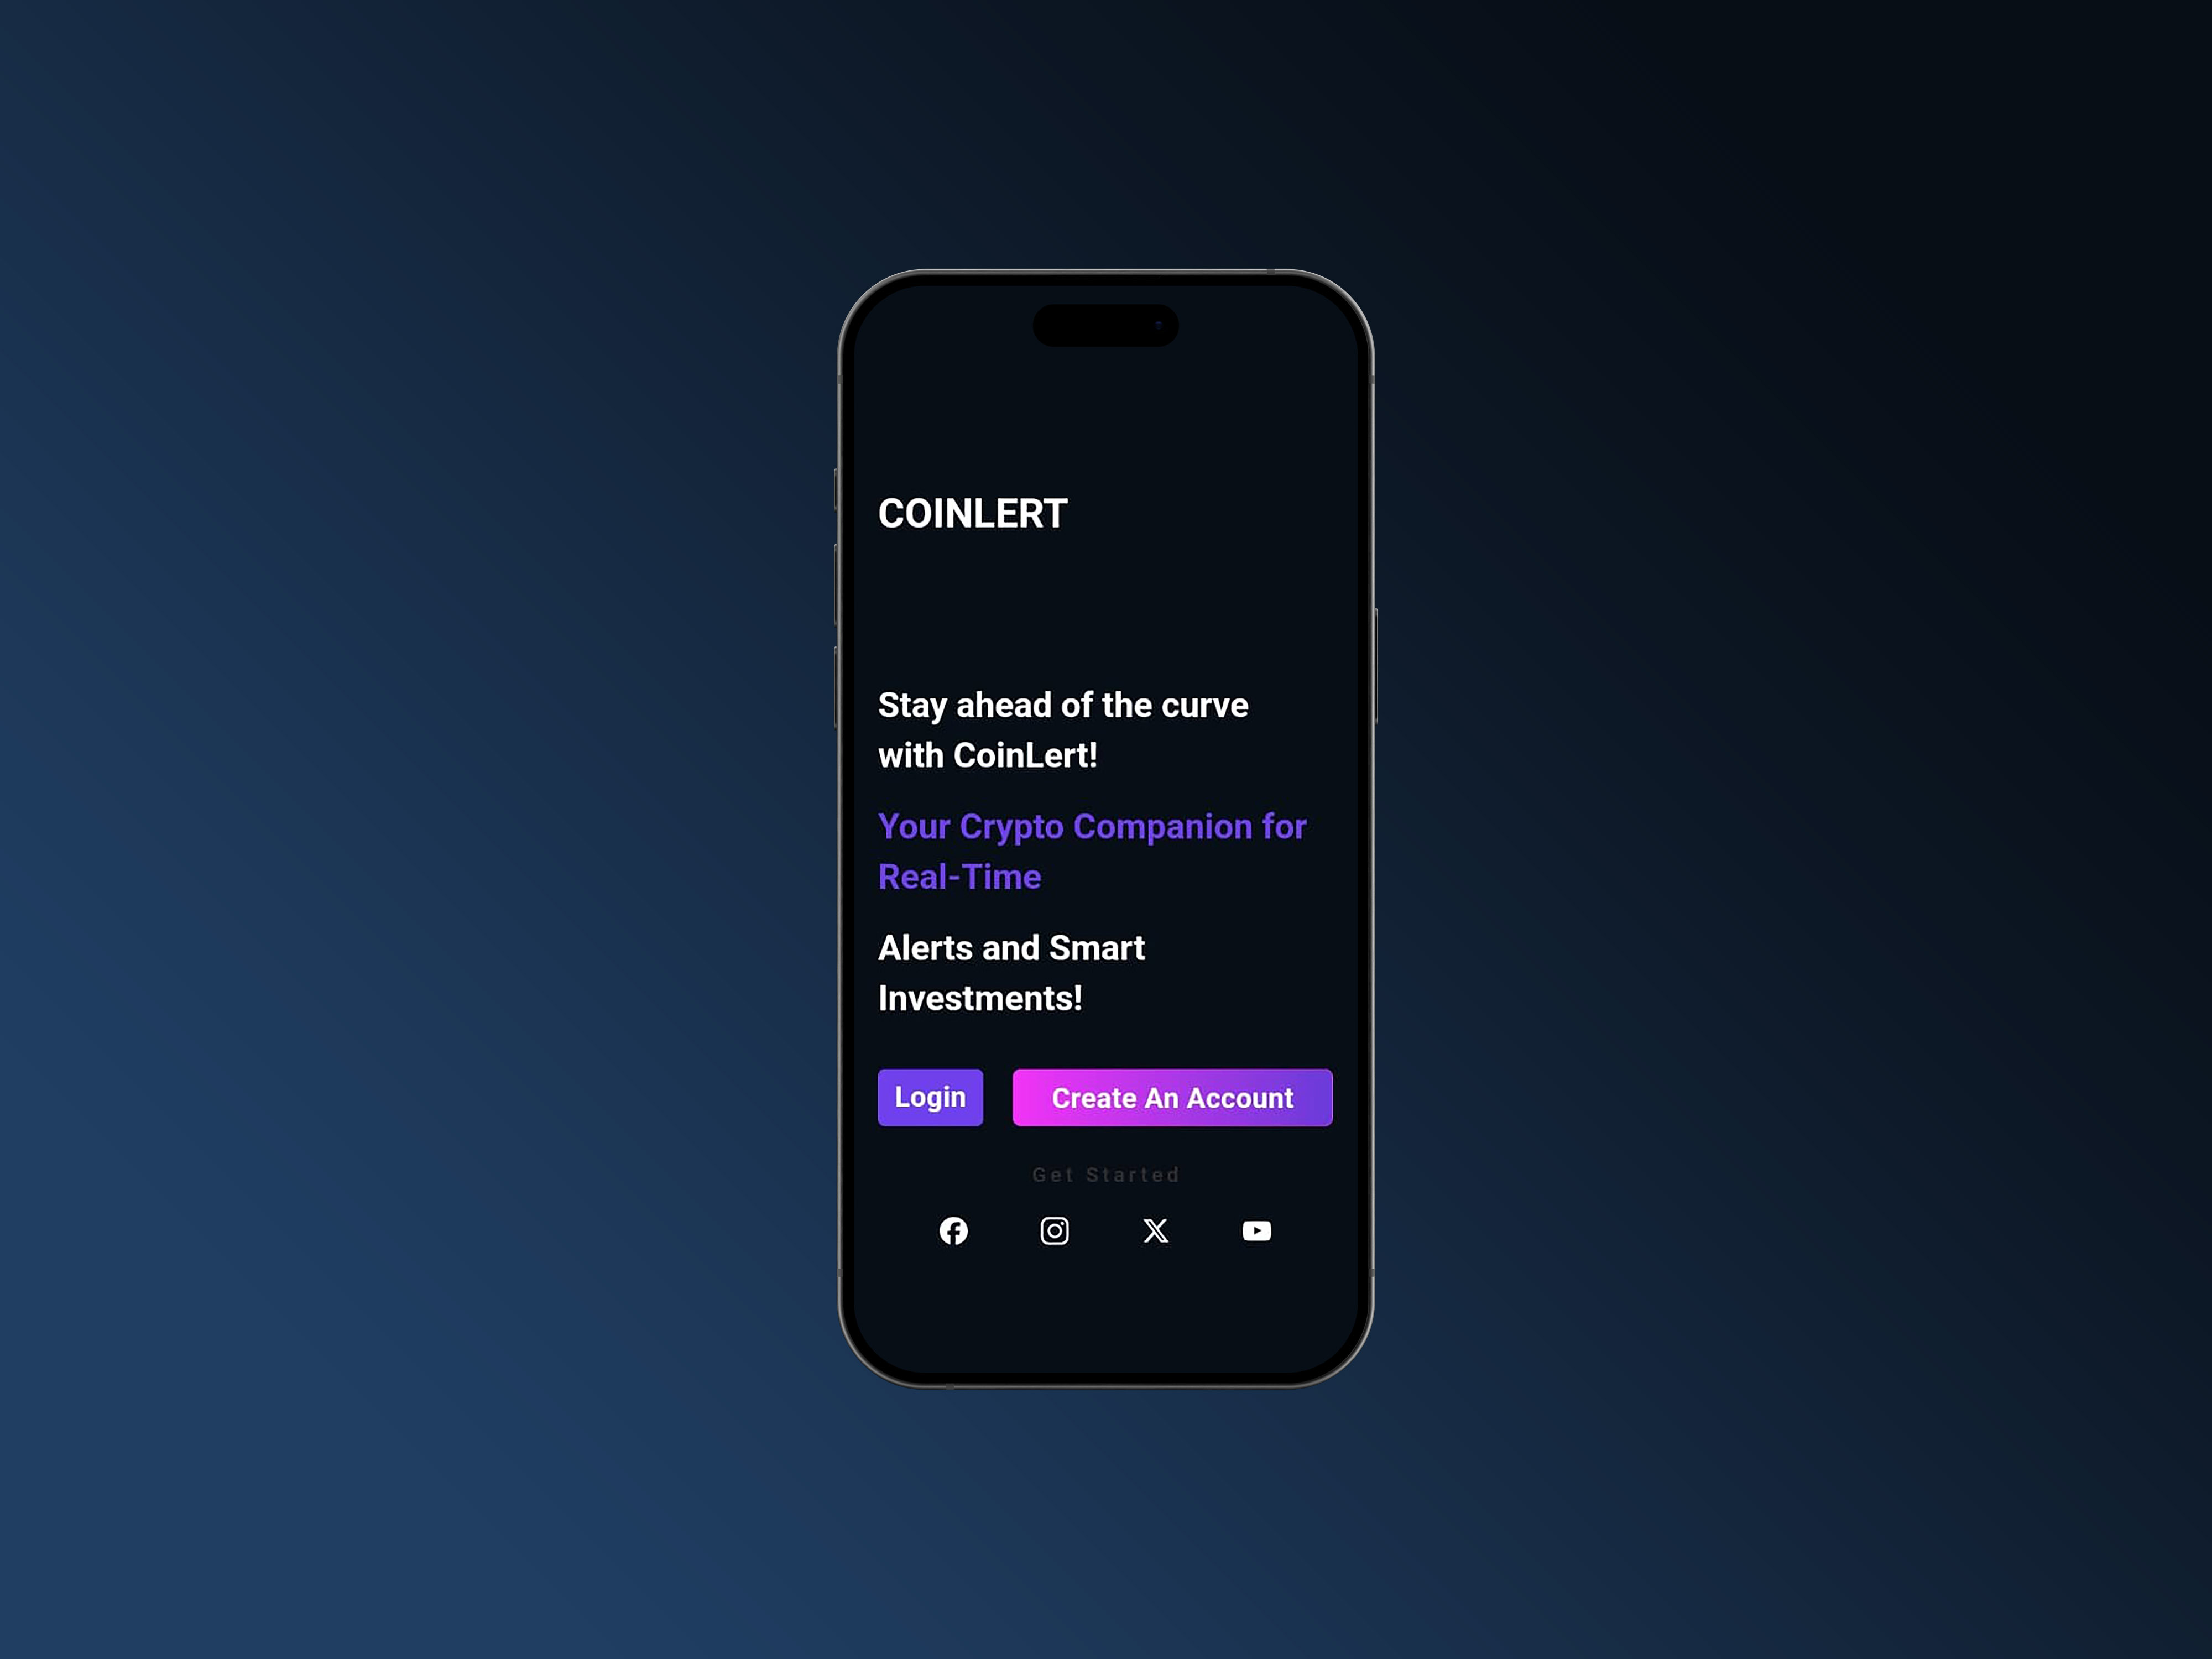 COINLERT
Stay ahead of the curve
with CoinLert!
Your Crypto Companion for
Real-Time
Alerts and Smart
Investments!
Login
Create An Account
Get Started